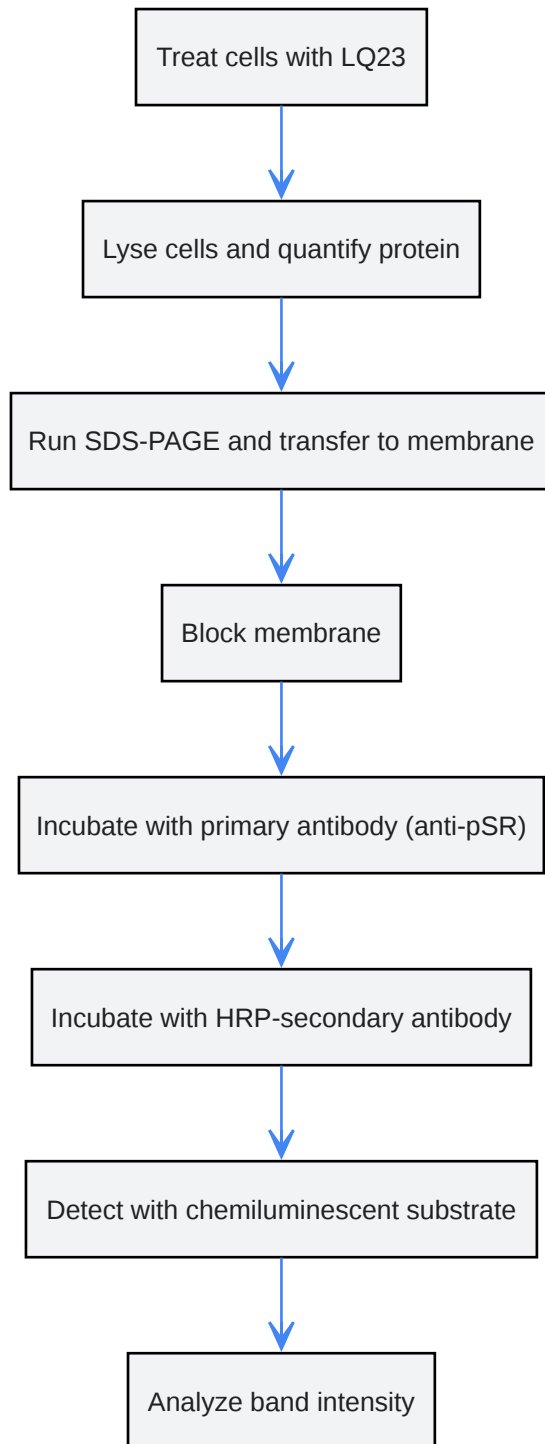 Treat cells with LQ23
Lyse cells and quantify protein
Run SDS-PAGE and transfer to membrane
Block membrane
Incubate with primary antibody (anti-pSR)
Incubate with HRP-secondary antibody
Detect with chemiluminescent substrate
Analyze band intensity